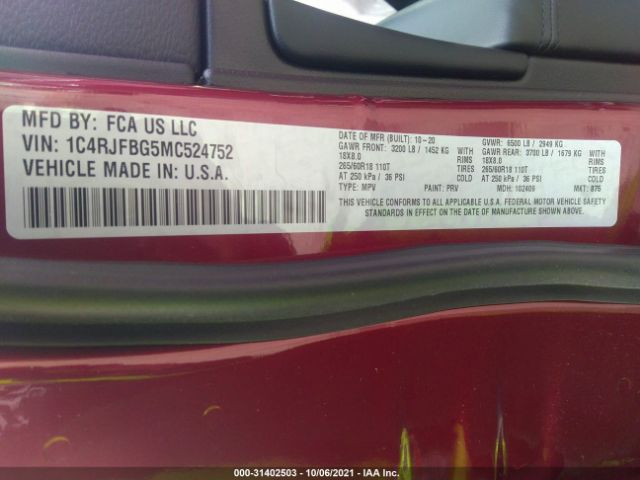 MFD BY: FCA US LLC
VIN: 1C4RJFBG5MC524752
VEHICLE MADE IN: U.S.A.
DATE OF MFR (BUILT): 10-20
GVWR: 6500 LB / 2949 KG
GAWR FRONT: 3200 LB / 1452 KG WITH
GAWR REAR: 3700 LB / 1679 KG WITH
18X8.0 RIMS
18X8.0 RIMS
265/60R18 110T TIRES
265/60R18 110T TIRES
AT 250 kPa / 36 PSI COLD
AT 250 kPa / 36 PSI COLD
TYPE: MPV PAINT: PRV MDH: 102409 MKT: 875
THIS VEHICLE CONFORMS TO ALL APPLICABLE U.S.A. FEDERAL MOTOR VEHICLE SAFETY
STANDARDS IN EFFECT ON THE DATE OF MANUFACTURE SHOWN ABOVE
000-31402503 - 10/06/2021 - IAA Inc.